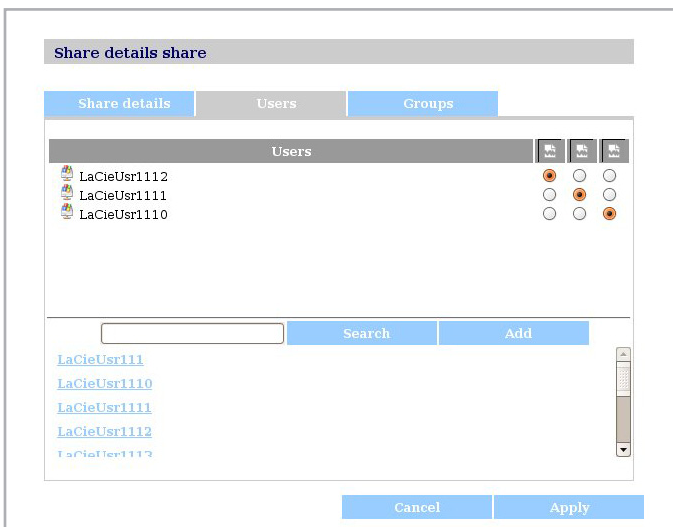 Share details share
Share details Users Groups
Users
LaCieUsr1112
LaCieUsr1111
LaCieUsr1110
Search Add
LaCieUsr111
LaCieUsr1110
LaCieUsr1111
LaCieUsr1112
LaCieUsr1113
Cancel Apply